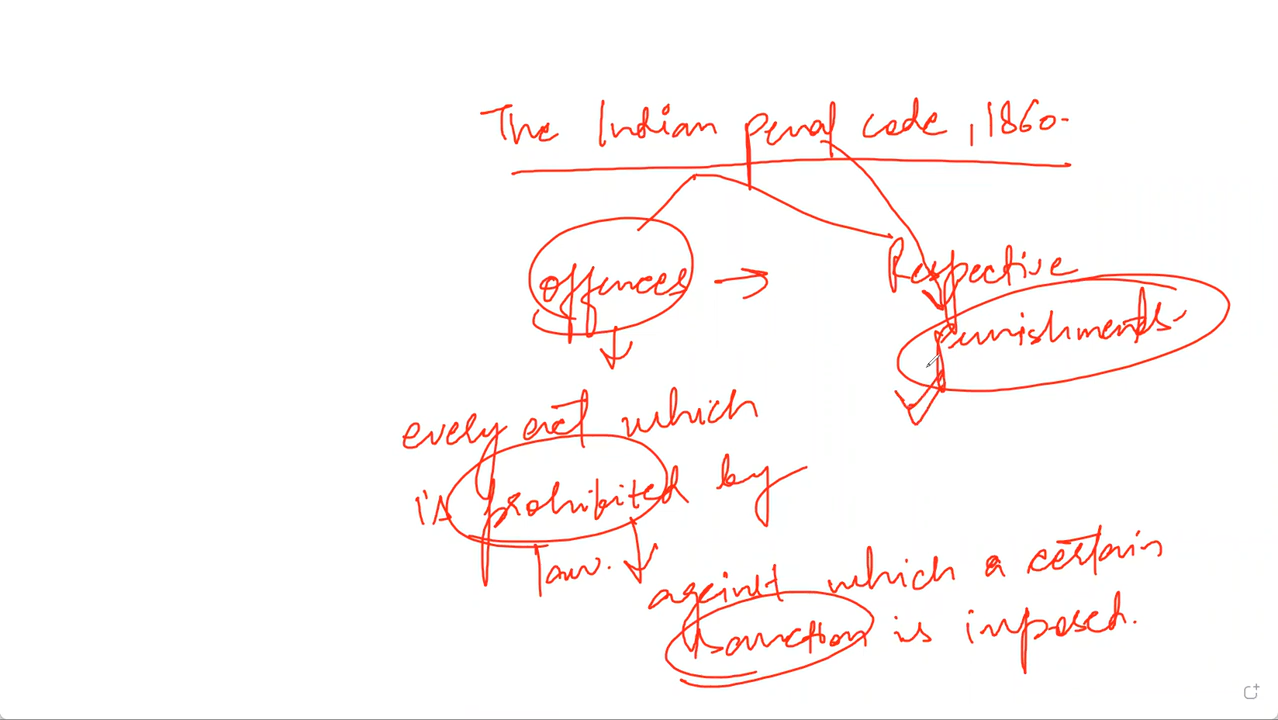 The Indian penal code, 1860.
offences → Respective
punishments.
every act which
is prohibited by
law.
against which a certain
sanction is imposed.